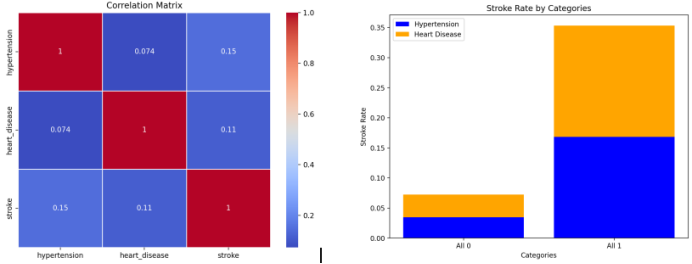 Correlation Matrix
hypertension
heart_disease
stroke
1 0.074 0.15
0.074 1 0.11
0.15 0.11 1
hypertension heart_disease stroke
1.0
0.8
0.6
0.4
0.2
Stroke Rate by Categories
Hypertension
Heart Disease
Stroke Rate
0.35
0.30
0.25
0.20
0.15
0.10
0.05
0.00
All 0 All 1
Categories